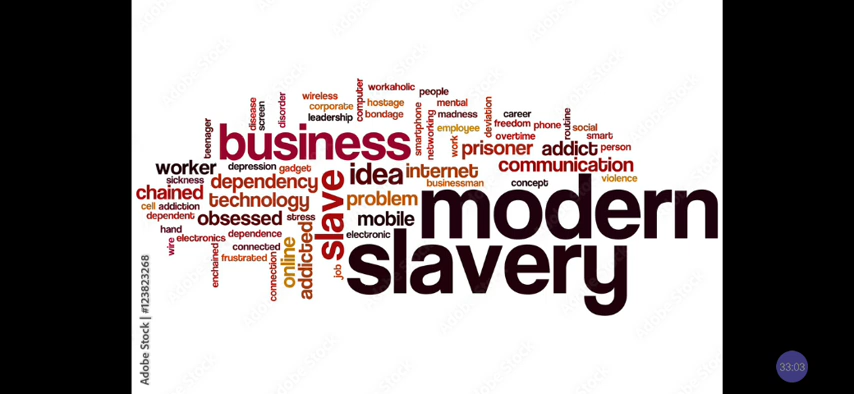 workaholic
people
wireless
computer
disease
screen
disorder
corporate
hostage
mental
leadership
bondage
madness
smartphone
networking
deviation
career
freedom
phone
routine
social
teenager
business
employee
overtime
smart
work
prisoner
addict
person
worker
depression
gadget
idea
internet
communication
sickness
dependency
businessman
concept
violence
chained
technology
slave
problem
modern
cell
addiction
dependent
obsessed
stress
mobile
hand
electronics
dependence
electronic
slavery
wire
connected
enchained
frustrated
connection
online
addicted
job
Adobe Stock | #123823268
33:03
Adobe Stock